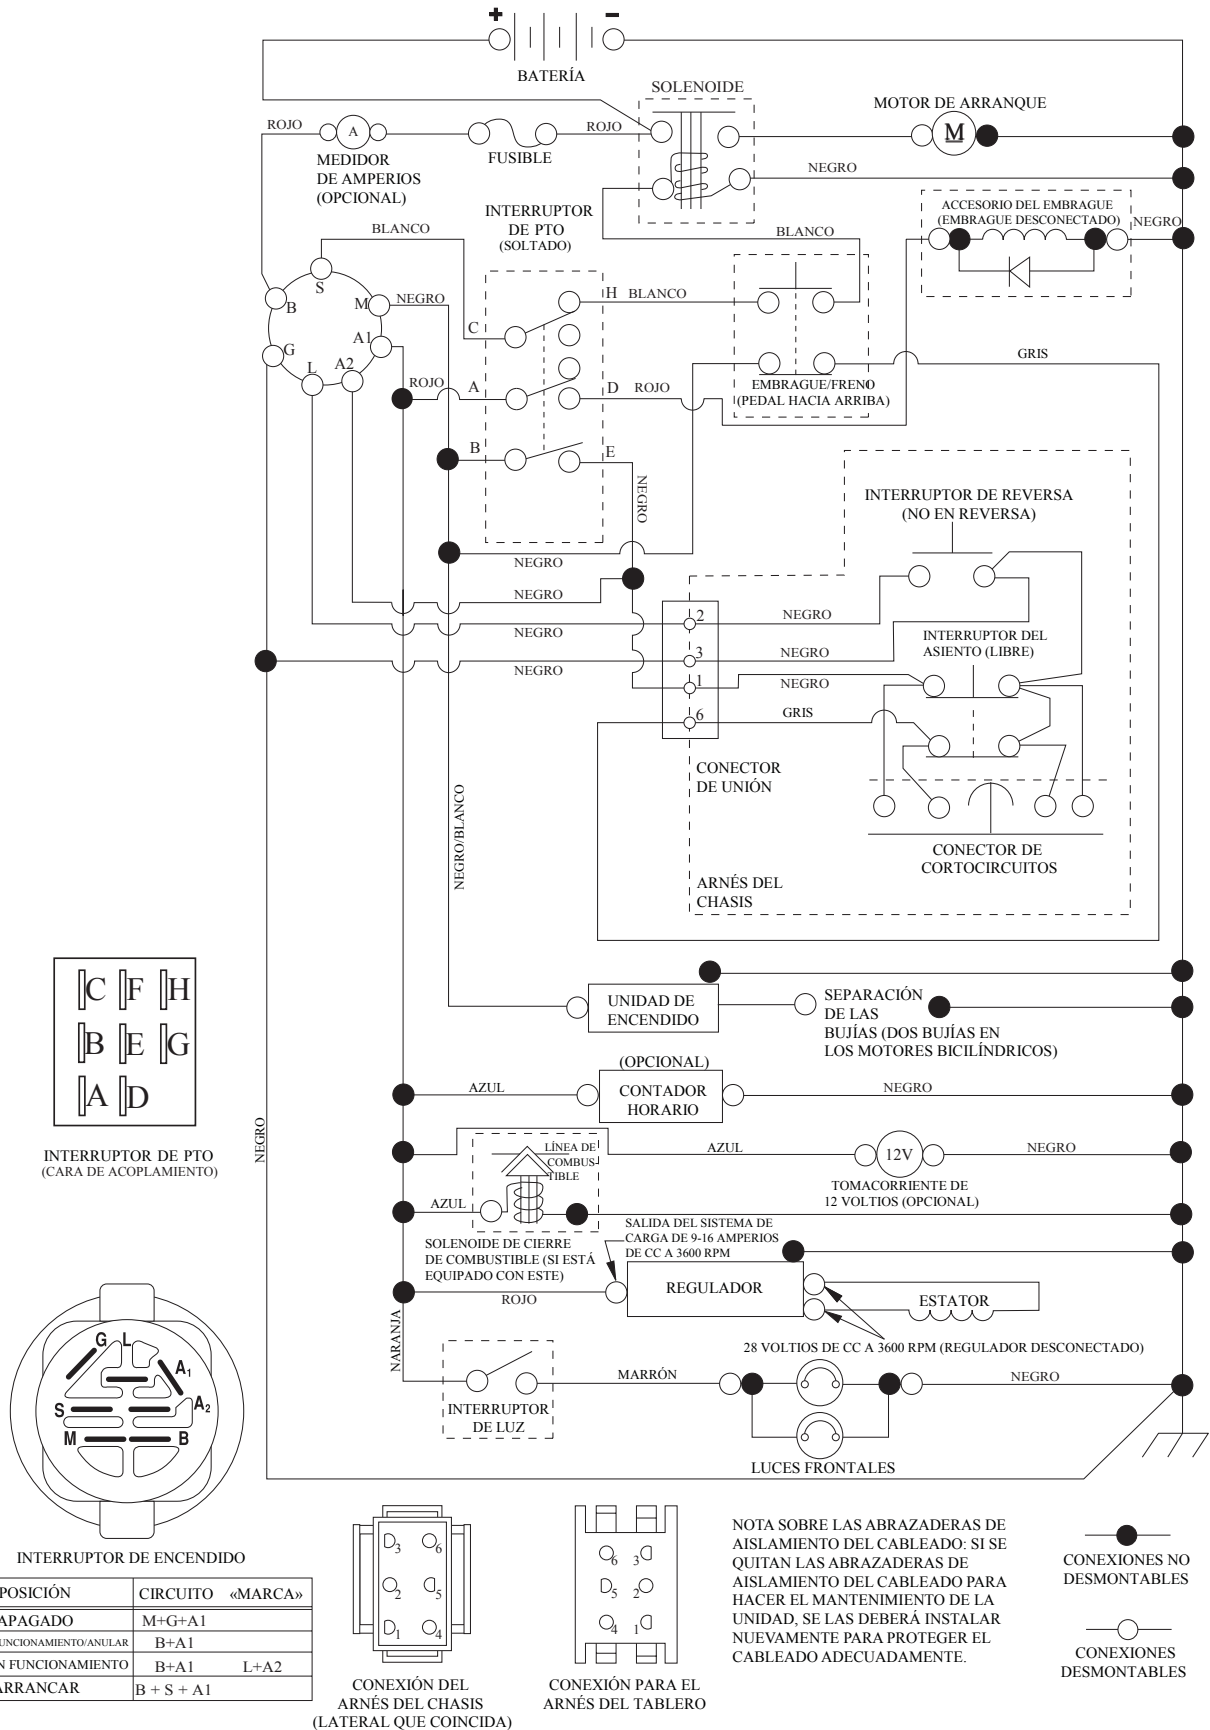 + −
BATERÍA
SOLENOIDE
MOTOR DE ARRANQUE
ROJO
A
ROJO
M
MEDIDOR
DE AMPERIOS
(OPCIONAL)
FUSIBLE
NEGRO
INTERRUPTOR
DE PTO
(SOLTADO)
ACCESORIO DEL EMBRAGUE
(EMBRAGUE DESCONECTADO)
NEGRO
BLANCO
BLANCO
S
B
M
NEGRO
H
BLANCO
C
A1
G
L
A2
GRIS
ROJO
A
D
ROJO
EMBRAGUE/FRENO
(PEDAL HACIA ARRIBA)
B
E
NEGRO
INTERRUPTOR DE REVERSA
(NO EN REVERSA)
NEGRO
NEGRO
2
NEGRO
NEGRO
INTERRUPTOR DEL
ASIENTO (LIBRE)
3
NEGRO
NEGRO
1
NEGRO
6
GRIS
CONECTOR
DE UNIÓN
NEGRO/BLANCO
CONECTOR DE
CORTOCIRCUITOS
ARNÉS DEL
CHASIS
C F H
B E G
A D
INTERRUPTOR DE PTO
(CARA DE ACOPLAMIENTO)
UNIDAD DE
ENCENDIDO
SEPARACIÓN
DE LAS
BUJÍAS (DOS BUJÍAS EN
LOS MOTORES BICILÍNDRICOS)
(OPCIONAL)
AZUL
CONTADOR
HORARIO
NEGRO
NEGRO
LÍNEA DE
COMBUS-
TIBLE
AZUL
12V
NEGRO
TOMACORRIENTE DE
12 VOLTIOS (OPCIONAL)
AZUL
SOLENOIDE DE CIERRE
DE COMBUSTIBLE (SI ESTÁ
EQUIPADO CON ESTE)
SALIDA DEL SISTEMA DE
CARGA DE 9-16 AMPERIOS
DE CC A 3600 RPM
ROJO
REGULADOR
ESTATOR
28 VOLTIOS DE CC A 3600 RPM (REGULADOR DESCONECTADO)
NARANJA
INTERRUPTOR
DE LUZ
MARRÓN
NEGRO
LUCES FRONTALES
G L
A1
S A2
M B
INTERRUPTOR DE ENCENDIDO
POSICIÓN CIRCUITO «MARCA»
APAGADO M+G+A1
UNCIONAMIENTO/ANULAR B+A1
N FUNCIONAMIENTO B+A1 L+A2
ARRANCAR B + S + A1
3 6
2 5
1 4
CONEXIÓN DEL
ARNÉS DEL CHASIS
(LATERAL QUE COINCIDA)
6 3
5 2
4 1
CONEXIÓN PARA EL
ARNÉS DEL TABLERO
NOTA SOBRE LAS ABRAZADERAS DE
AISLAMIENTO DEL CABLEADO: SI SE
QUITAN LAS ABRAZADERAS DE
AISLAMIENTO DEL CABLEADO PARA
HACER EL MANTENIMIENTO DE LA
UNIDAD, SE LAS DEBERÁ INSTALAR
NUEVAMENTE PARA PROTEGER EL
CABLEADO ADECUADAMENTE.
CONEXIONES NO
DESMONTABLES
CONEXIONES
DESMONTABLES